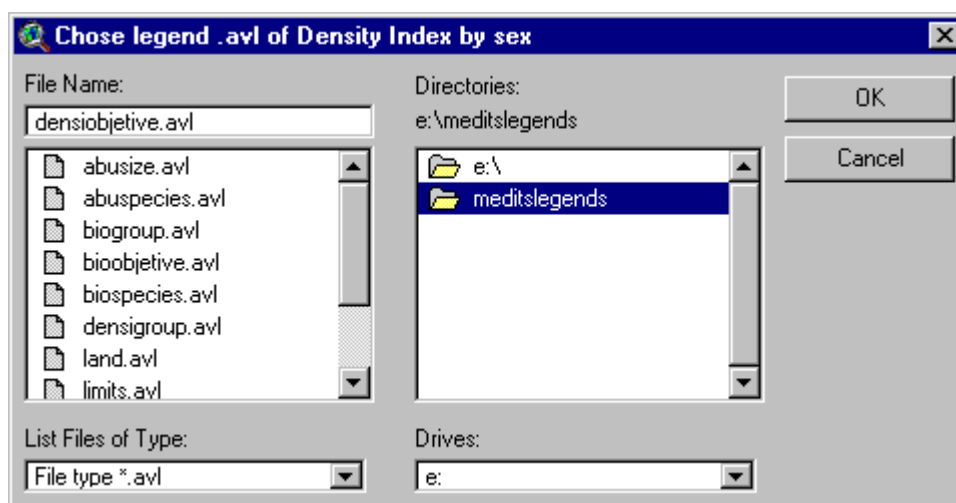 Chose legend .avl of Density Index by sex
File Name:
densiobjetive.avl
abusize.avl
abuspecies.avl
biogroup.avl
bioobjetive.avl
biospecies.avl
densigroup.avl
land.avl
limits.avl
List Files of Type:
File type *.avl
Directories:
e:\meditslegends
e:\
meditslegends
Drives:
e:
OK
Cancel